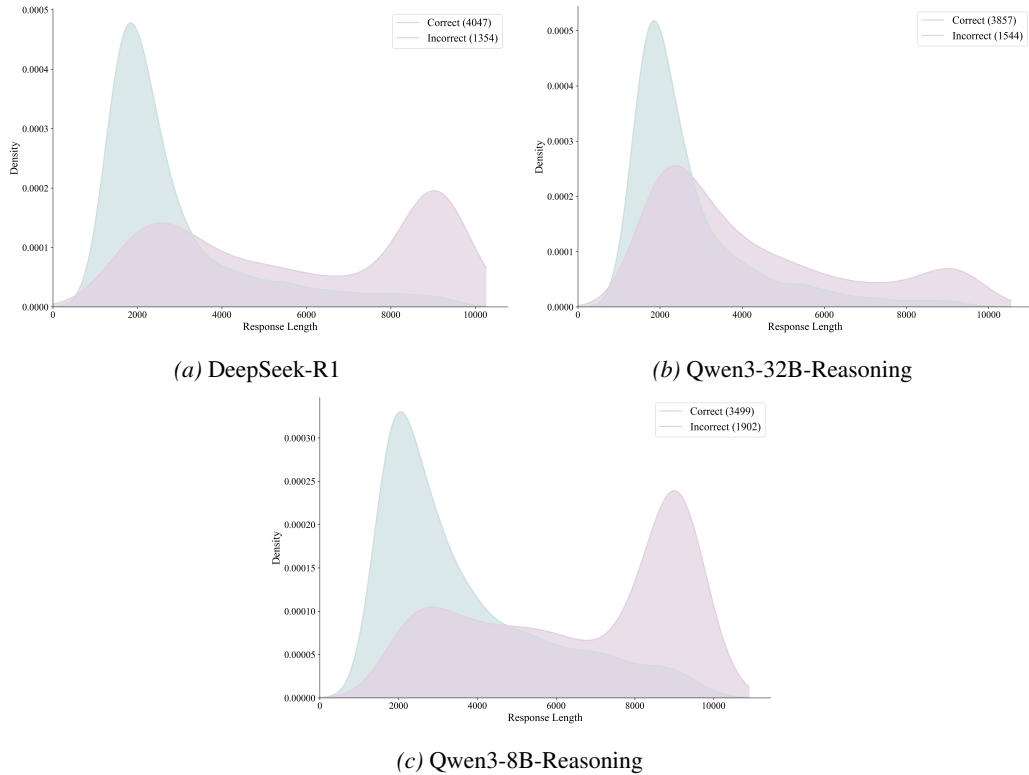 0.0005
0.0004
0.0003
0.0002
0.0001
0.0000
Density
0 2000 4000 6000 8000 10000
Response Length
Correct (4047)
Incorrect (1354)
(a) DeepSeek-R1
0.0005
0.0004
0.0003
0.0002
0.0001
0.0000
Density
0 2000 4000 6000 8000 10000
Response Length
Correct (3857)
Incorrect (1544)
(b) Qwen3-32B-Reasoning
0.00030
0.00025
0.00020
0.00015
0.00010
0.00005
0.00000
Density
0 2000 4000 6000 8000 10000
Response Length
Correct (3499)
Incorrect (1902)
(c) Qwen3-8B-Reasoning